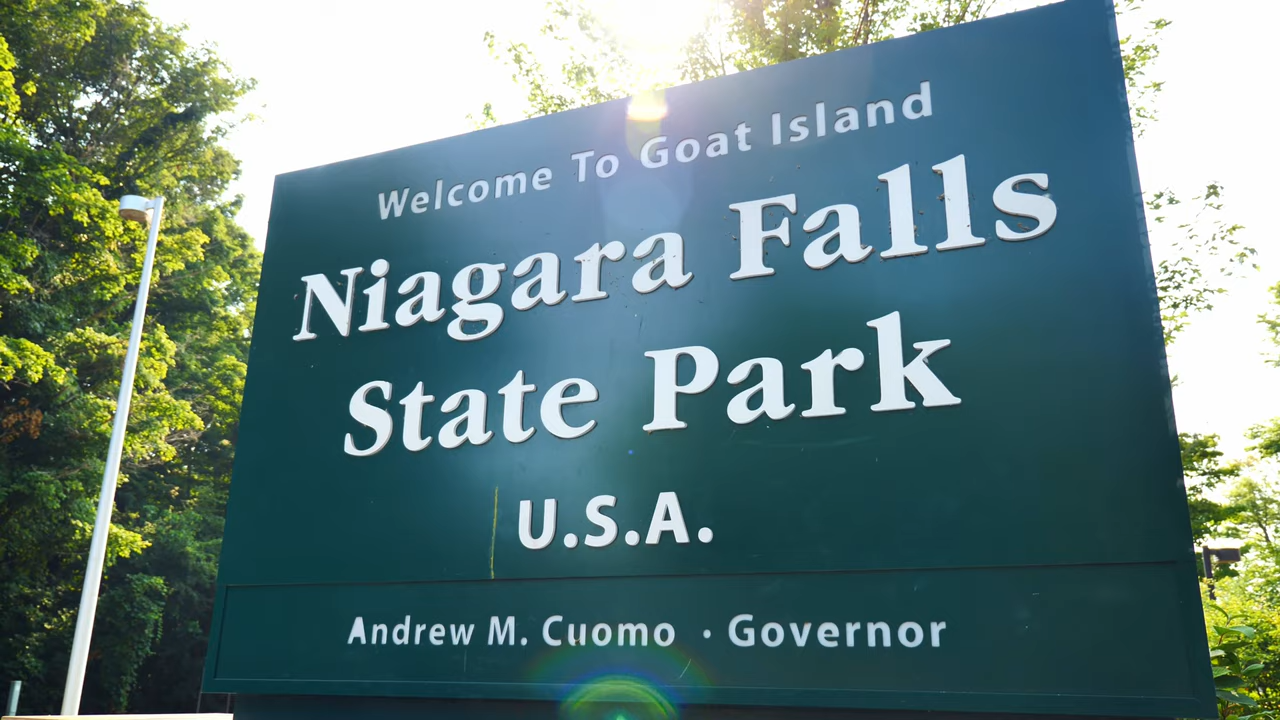 Welcome To Goat Island
Niagara Falls
State Park
U.S.A.
Andrew M. Cuomo · Governor